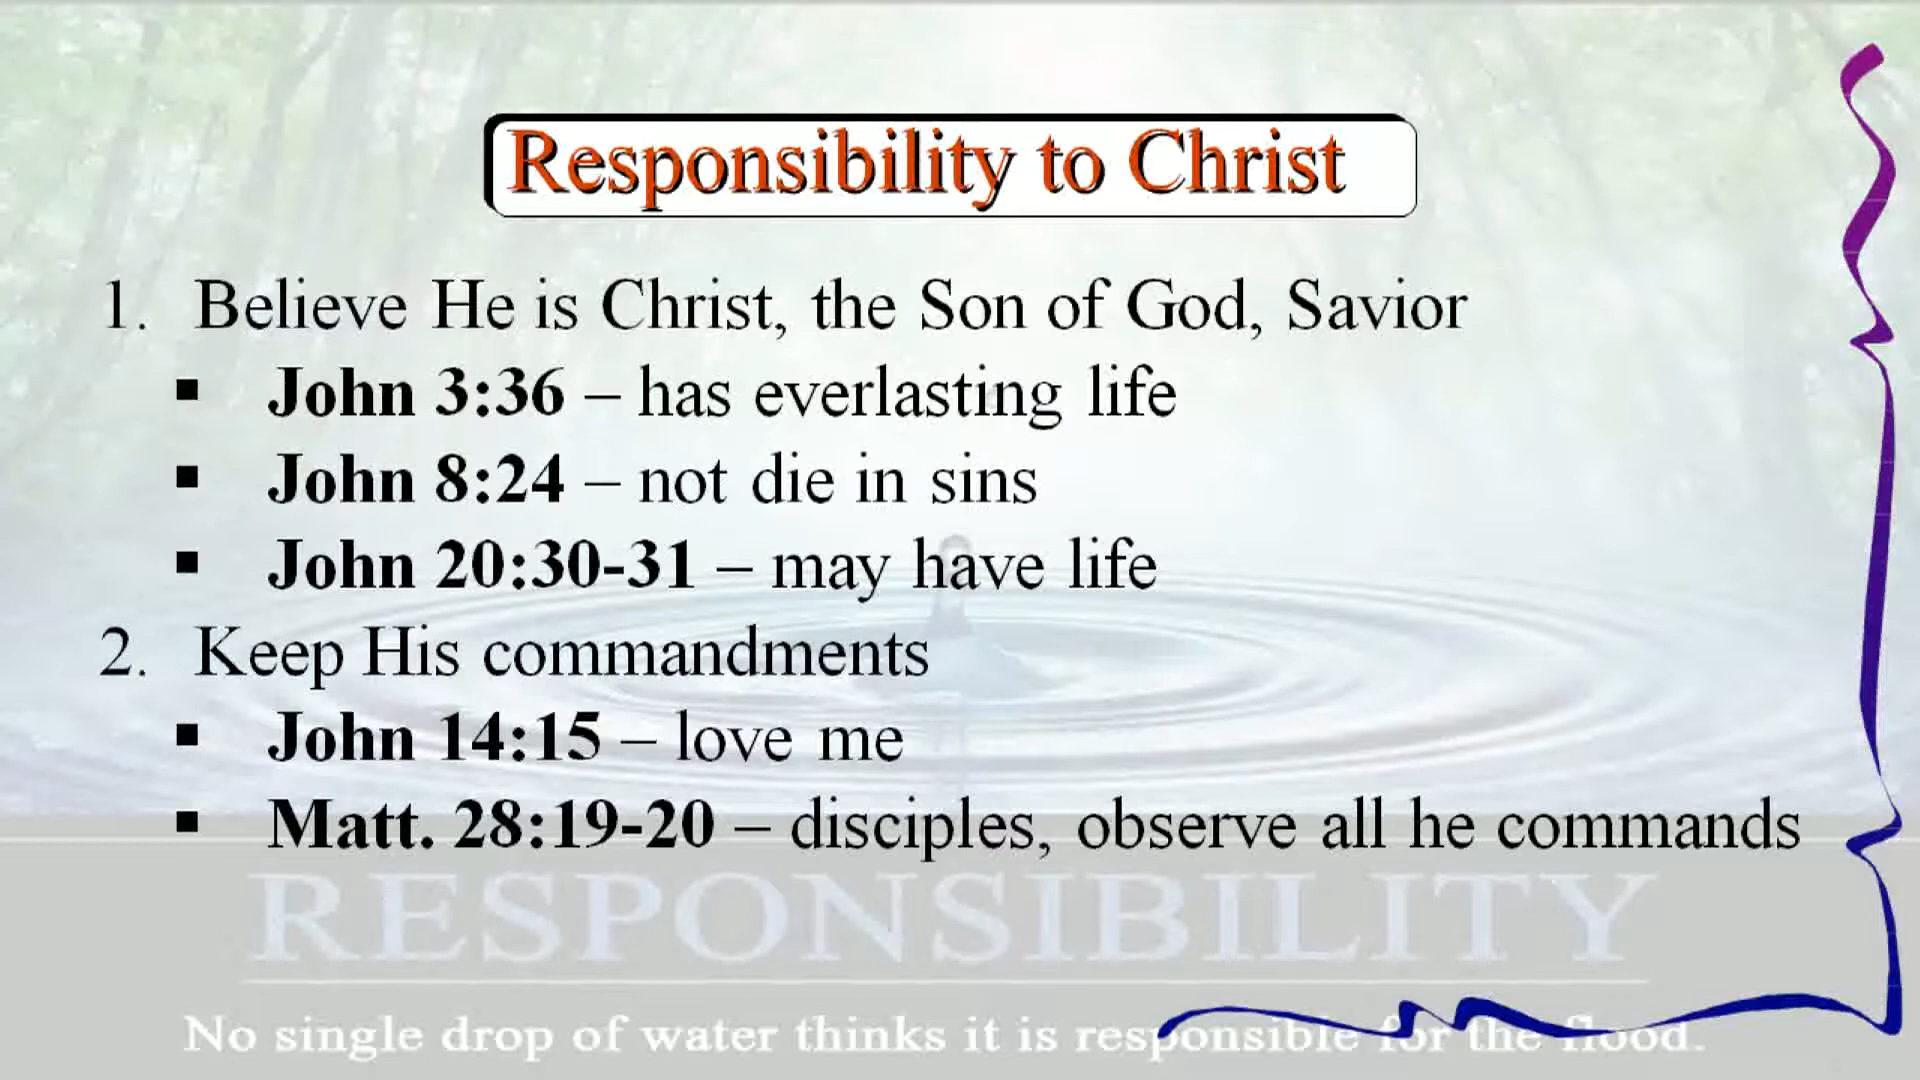 Responsibility to Christ
1. Believe He is Christ, the Son of God, Savior
▪ John 3:36 – has everlasting life
▪ John 8:24 – not die in sins
▪ John 20:30-31 – may have life
2. Keep His commandments
▪ John 14:15 – love me
▪ Matt. 28:19-20 – disciples, observe all he commands
RESPONSIBILITY
No single drop of water thinks it is responsible for the flood.